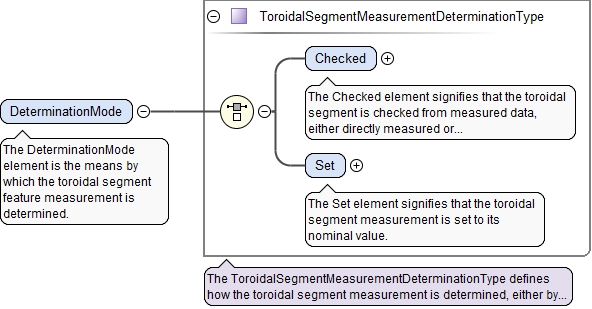 ToroidalSegmentMeasurementDeterminationType
Checked
The Checked element signifies that the toroidal
segment is checked from measured data,
either directly measured or...
DeterminationMode
The DeterminationMode
element is the means by
which the toroidal segment
feature measurement is
determined.
Set
The Set element signifies that the toroidal
segment measurement is set to its
nominal value.
The ToroidalSegmentMeasurementDeterminationType defines
how the toroidal segment measurement is determined, either by...